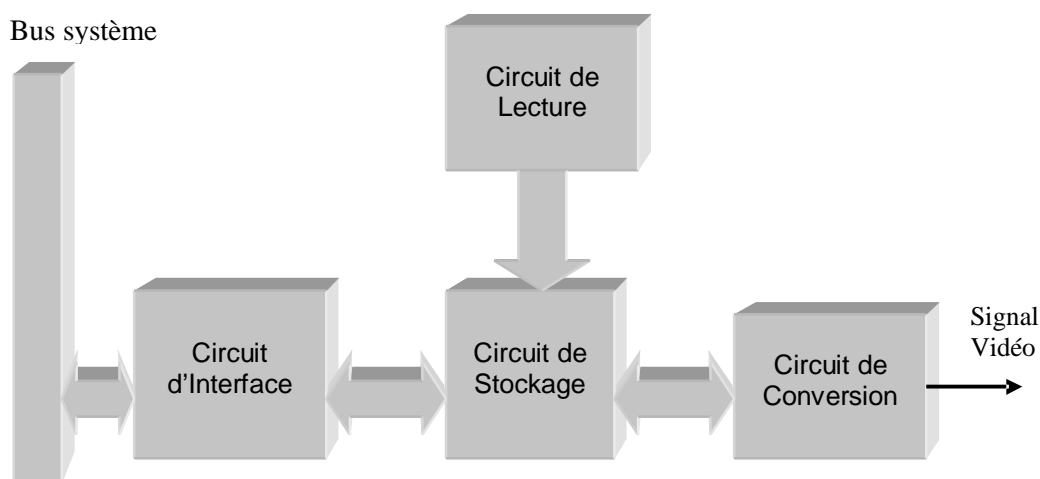 Bus système
Circuit de
Lecture
Circuit
d'Interface
Circuit de
Stockage
Circuit de
Conversion
Signal
Vidéo